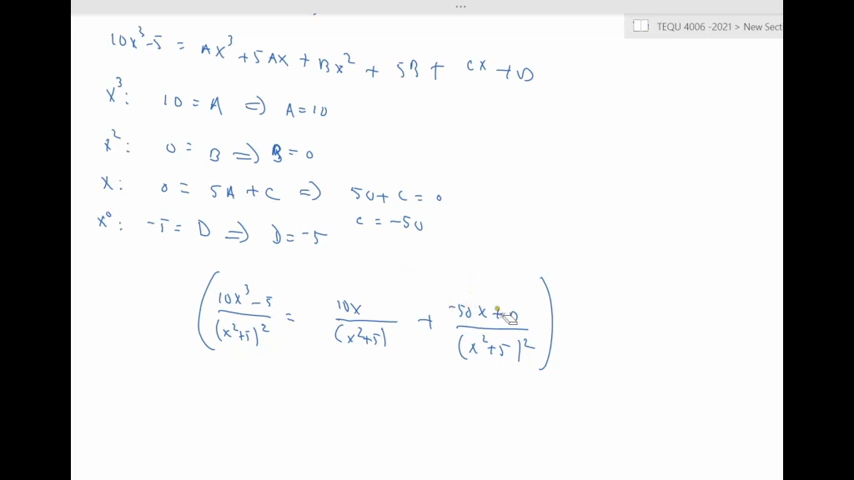 TEQU 4006 -2021 > New Sect
10x³-5 = Ax³ +5Ax + Bx² + 5B + cx + D
x³: 10 = A ⇒ A=10
x²: 0 = B ⇒ B=0
x: 0 = 5A + C ⇒ 50+ C = 0
x⁰: -5 = D ⇒ D=-5 C = -50
(10x³-5/(x²+5)² = 10x/(x²+5) + -50x+0/(x²+5)²)